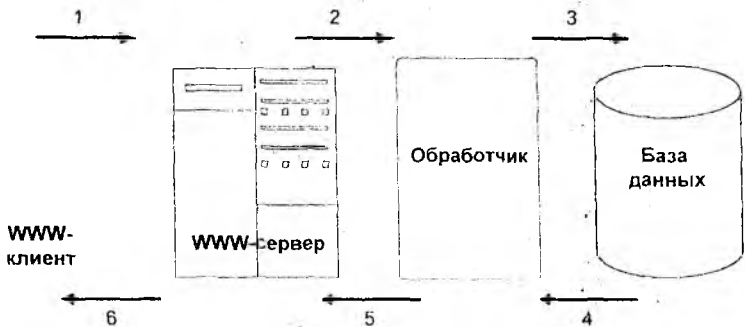 1
2
3
Обработчик
База
данных
WWW-
клиент
WWW-сервер
6
5
4